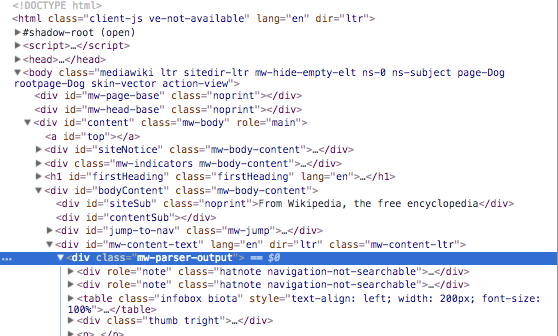 <!DOCTYPE html>
<html class="client-js ve-not-available" lang="en" dir="ltr">
▶#shadow-root (open)
▶<script>…</script>
▶<head>…</head>
▼<body class="mediawiki ltr sitedir-ltr mw-hide-empty-elt ns-0 ns-subject page-Dog
rootpage-Dog skin-vector action-view">
<div id="mw-page-base" class="noprint"></div>
<div id="mw-head-base" class="noprint"></div>
▼<div id="content" class="mw-body" role="main">
<a id="top"></a>
▶<div id="siteNotice" class="mw-body-content">…</div>
▶<div class="mw-indicators mw-body-content">…</div>
▶<h1 id="firstHeading" class="firstHeading" lang="en">…</h1>
▼<div id="bodyContent" class="mw-body-content">
<div id="siteSub" class="noprint">From Wikipedia, the free encyclopedia</div>
<div id="contentSub"></div>
▶<div id="jump-to-nav" class="mw-jump">…</div>
▼<div id="mw-content-text" lang="en" dir="ltr" class="mw-content-ltr">
… ▼<div class="mw-parser-output"> == $0
▶<div role="note" class="hatnote navigation-not-searchable">…</div>
▶<div role="note" class="hatnote navigation-not-searchable">…</div>
▶<table class="infobox biota" style="text-align: left; width: 200px; font-size:
100%">…</table>
▶<div class="thumb tright">…</div>